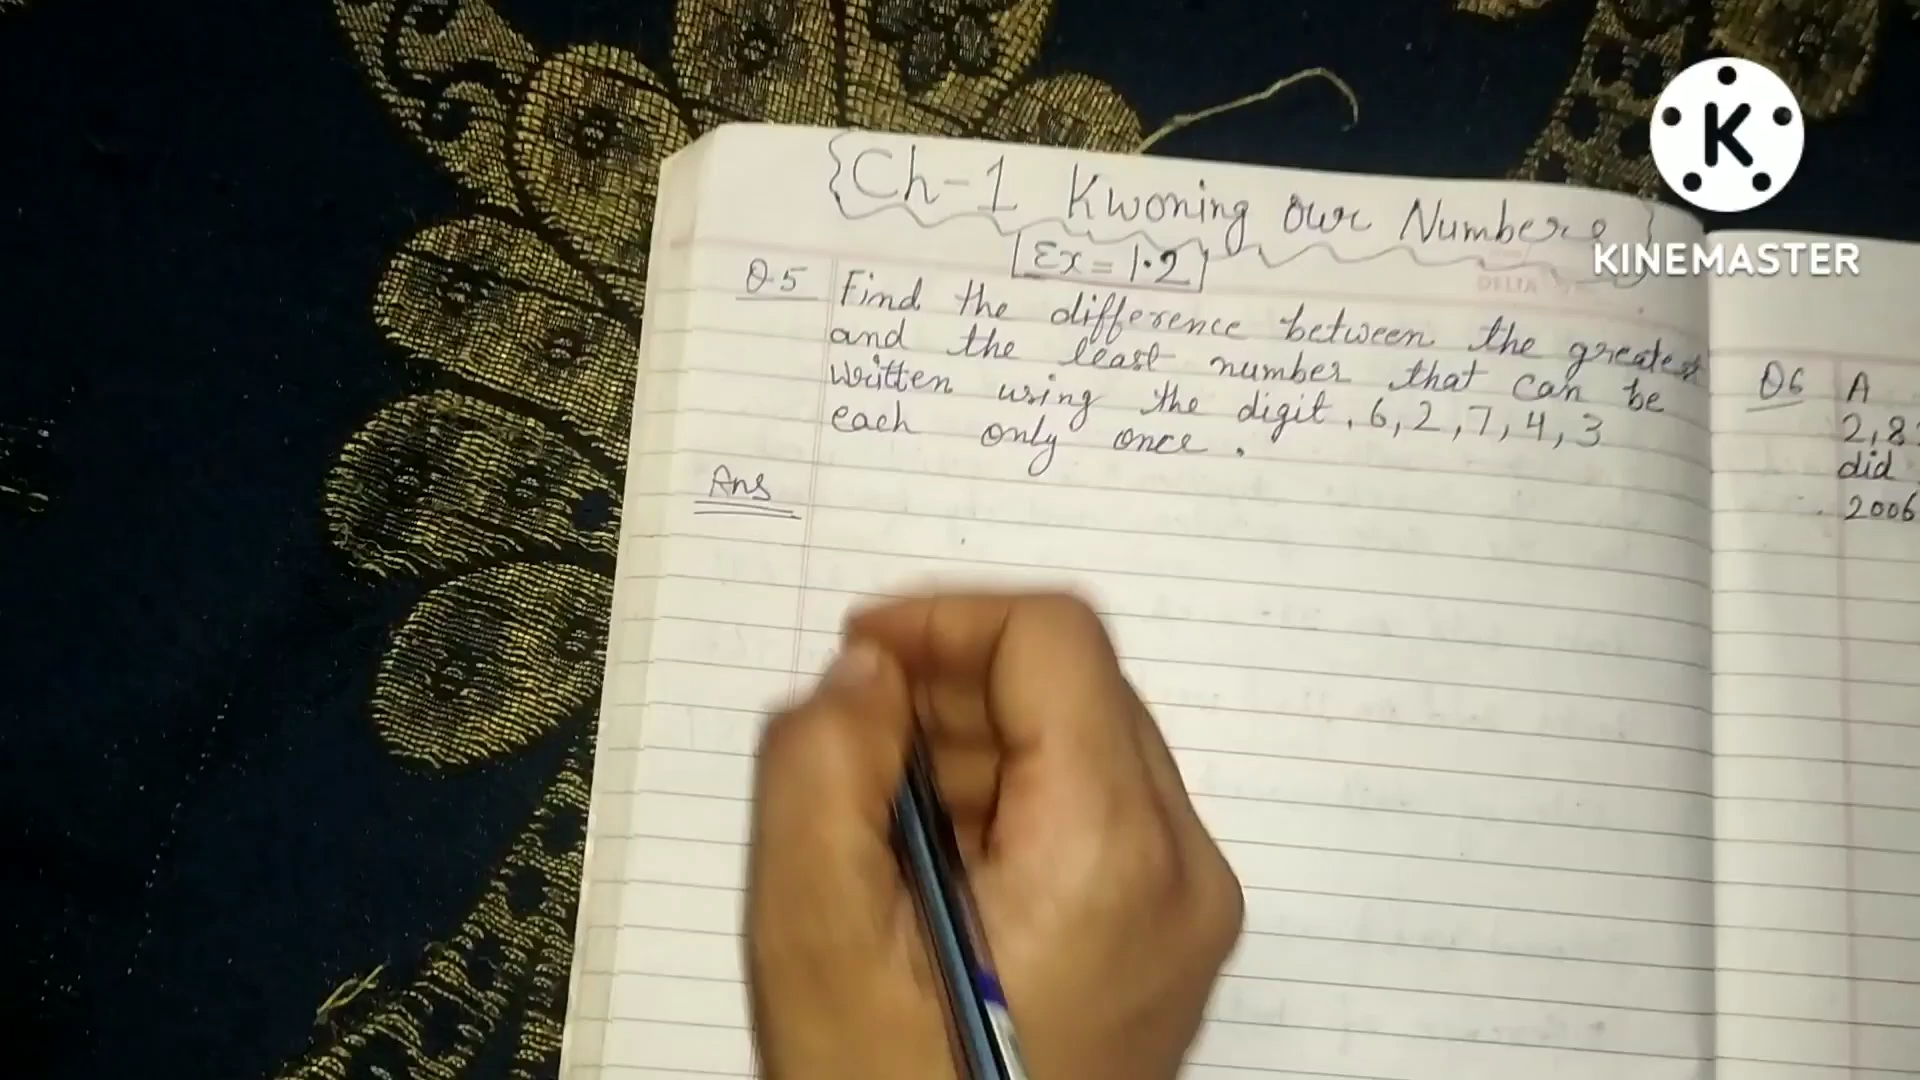 {Ch-1 Kwoning our Numbers}
Ex = 1.2
Q.5 Find the difference between the greatest
and the least number that can be
written using the digit, 6, 2, 7, 4, 3
each only once.
Ans
Q6 A
2,8
did
2006
K
KINEMASTER
DELTA